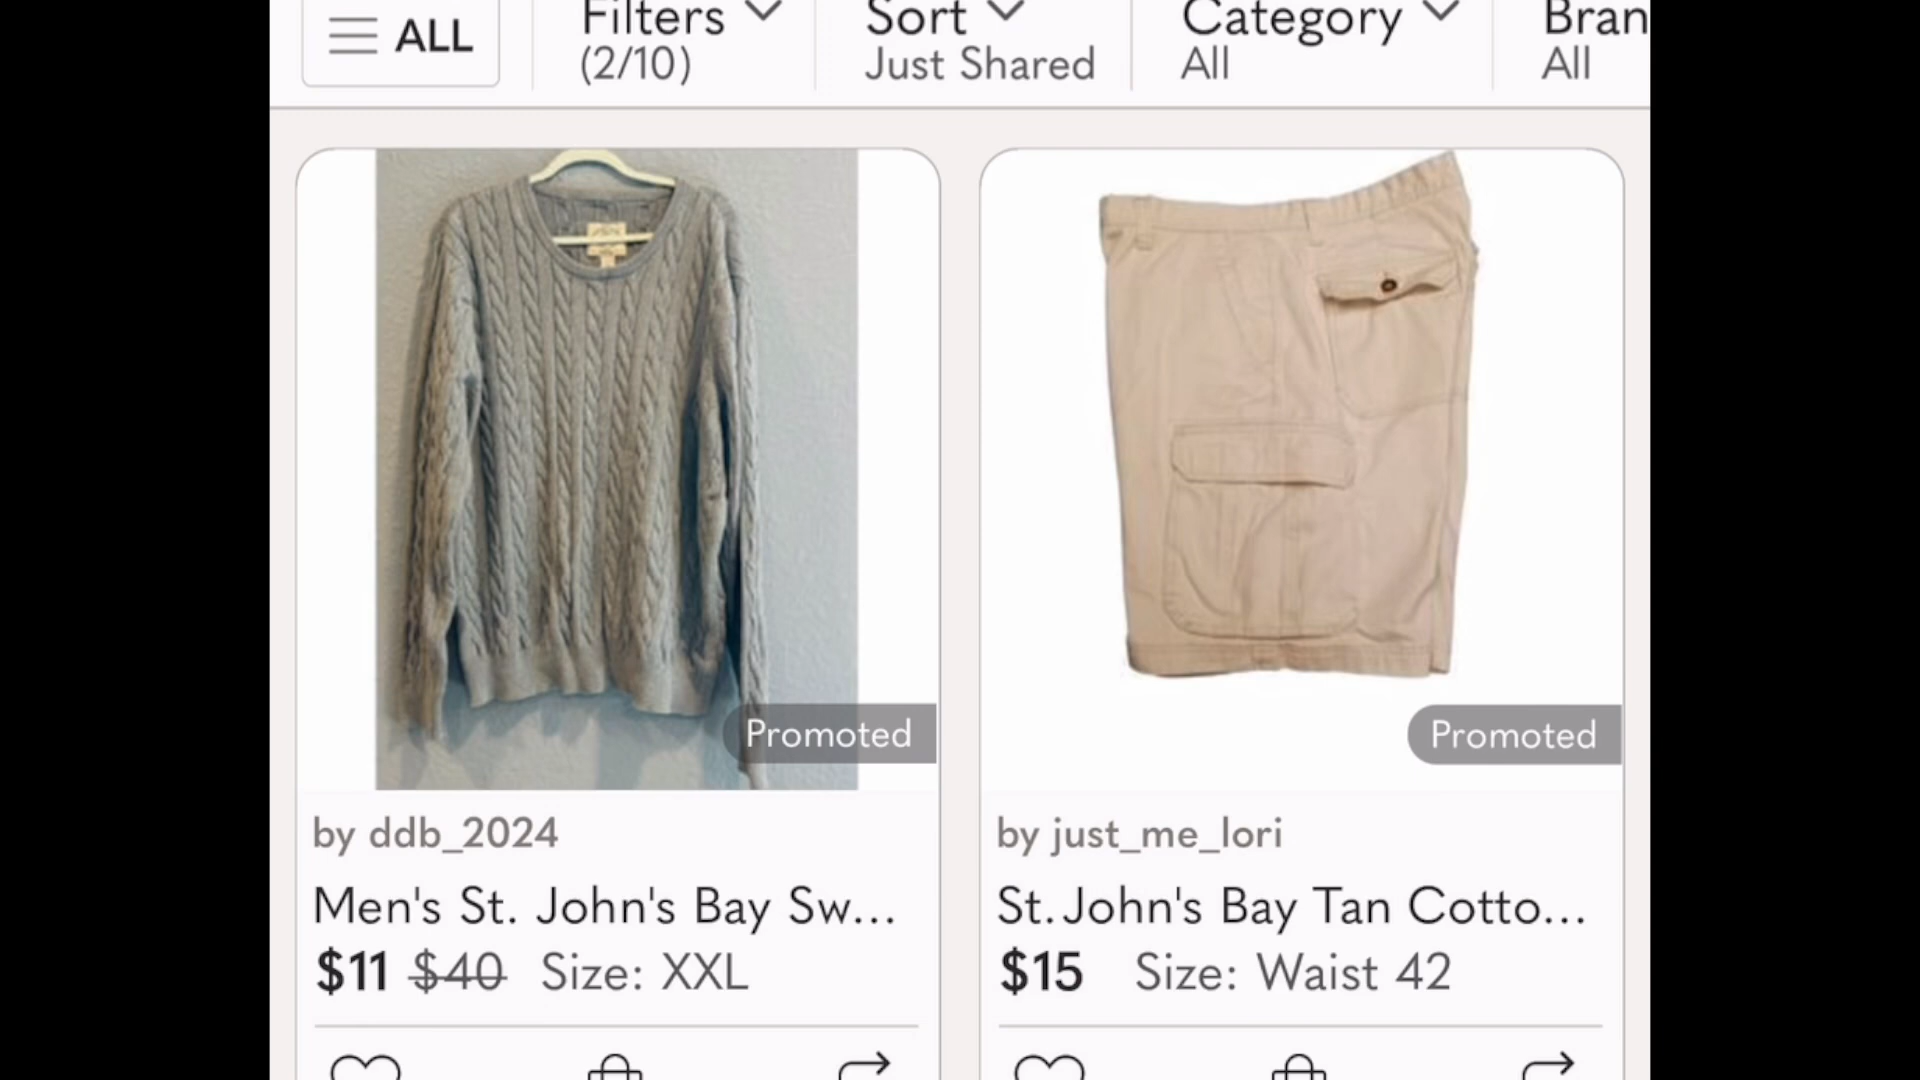 ALL
Filters
(2/10)
Sort
Just Shared
Category
All
Bran
All
Promoted
Promoted
by ddb_2024
Men's St. John's Bay Sw...
$11 $40 Size: XXL
by just_me_lori
St. John's Bay Tan Cotto...
$15 Size: Waist 42